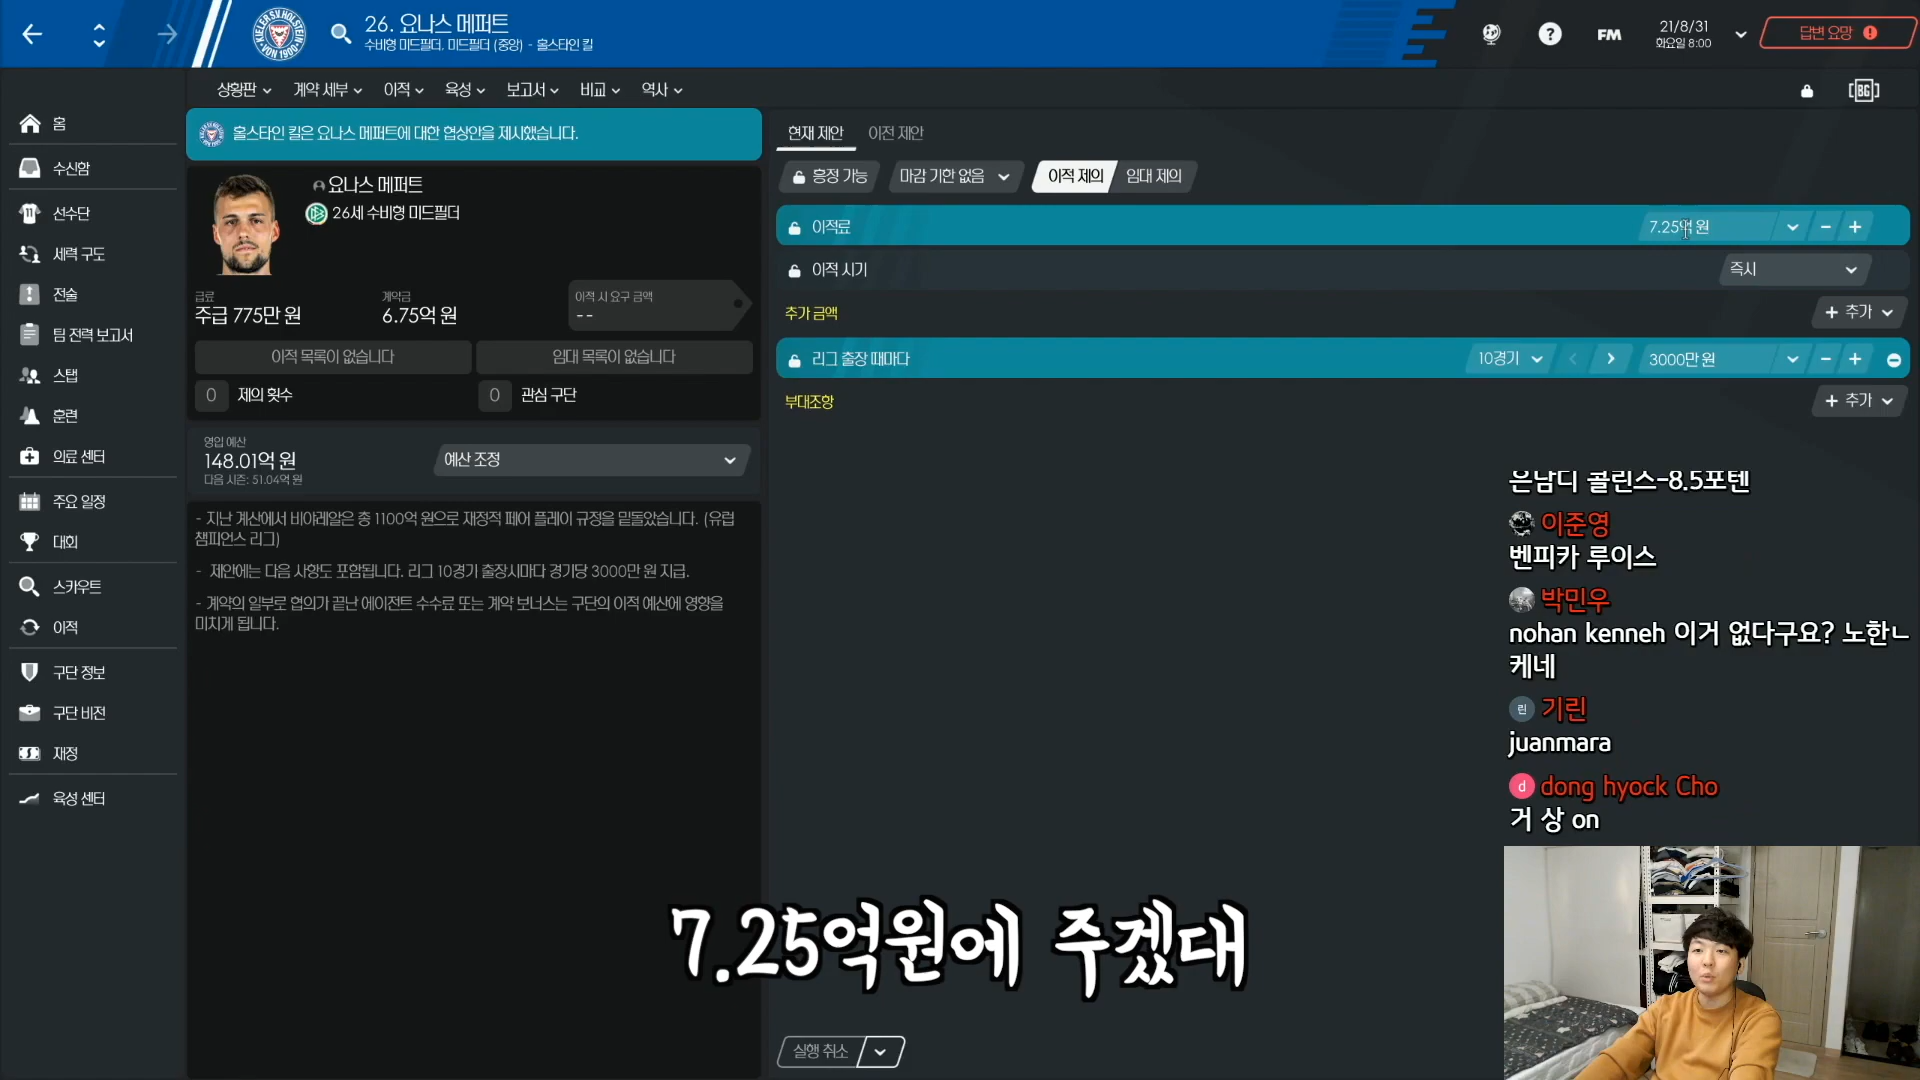 26. 요나스 메퍼트
수비형 미드필더, 미드필더 (중앙) - 홀스타인 킬
KIELER S.V. HOLSTEIN VON 1900
?
FM
21/8/31
화요일 8:00
답변 요망
상황판
계약 세부
이적
육성
보고서
비교
역사
[BG]
홈
수신함
선수단
세력 구도
전술
팀 전력 보고서
스탭
훈련
의료 센터
주요 일정
대회
스카우트
이적
구단 정보
구단 비전
재정
육성 센터
홀스타인 킬은 요나스 메퍼트에 대한 협상안을 제시했습니다.
요나스 메퍼트
26세 수비형 미드필더
급료
주급 775만 원
계약금
6.75억 원
이적 시 요구 금액
--
이적 목록이 없습니다
임대 목록이 없습니다
0 제의 횟수
0 관심 구단
영입 예산
148.01억 원
다음 시즌: 51.04억 원
예산 조정
- 지난 계산에서 비야레알은 총 1100억 원으로 재정적 페어 플레이 규정을 밑돌았습니다. (유럽
챔피언스 리그)
- 제안에는 다음 사항도 포함됩니다. 리그 10경기 출장시마다 경기당 3000만 원 지급.
- 계약의 일부로 협의가 끝난 에이전트 수수료 또는 계약 보너스는 구단의 이적 예산에 영향을
미치게 됩니다.
현재 제안
이전 제안
흥정 가능
마감 기한 없음
이적 제의
임대 제의
이적료
7.25억 원
이적 시기
즉시
추가 금액
+ 추가
리그 출장 때마다
10경기
3000만 원
부대조항
+ 추가
은남디 콜린스-8.5포텐
이준영
벤피카 루이스
박민우
nohan kenneh 이거 없다구요? 노한ㄴ
케네
린 기린
juanmara
d dong hyock Cho
거 상 on
7.25억원에 주겠대
실행 취소